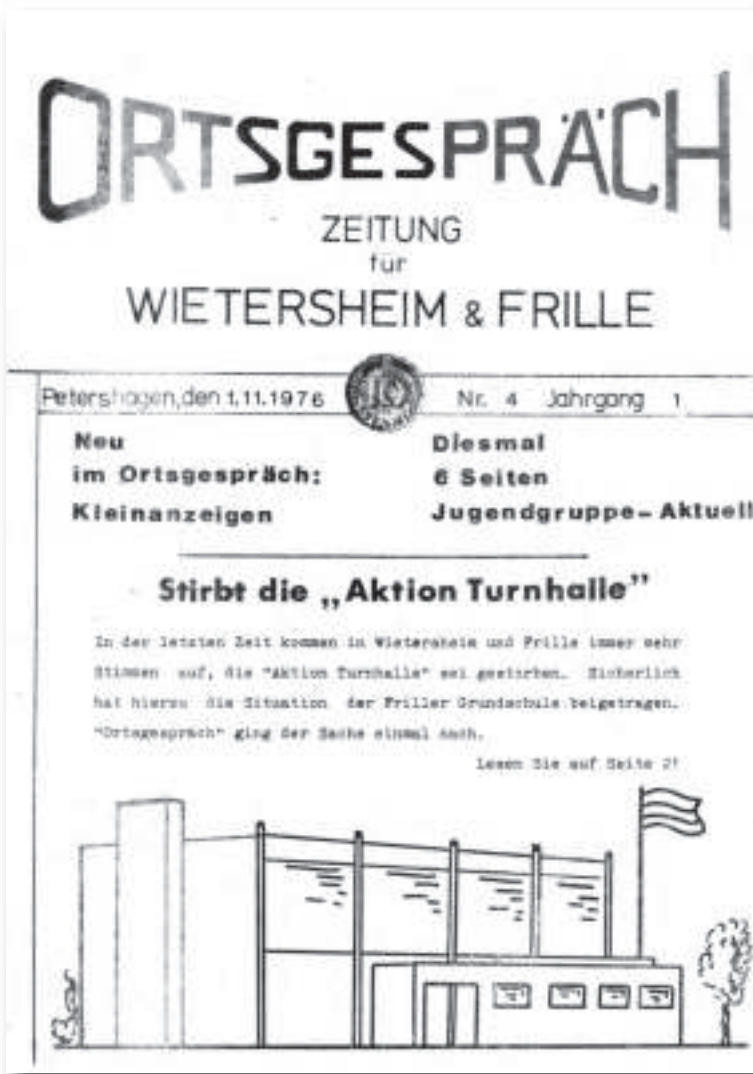 ORTSGESPRÄCH
ZEITUNG
für
WIETERSHEIM & FRILLE
Petershagen, den 1.11.1976
10
Nr. 4 Jahrgang 1
Neu
im Ortsgespräch:
Kleinanzeigen
Diesmal
6 Seiten
Jugendgruppe-Aktuell
Stirbt die „Aktion Turnhalle”
In der letzten Zeit kommen in Wietersheim und Frille immer mehr
Stimmen auf, die "Aktion Turnhalle" sei gestorben. Sicherlich
hat hierzu die Situation der Friller Grundschule beigetragen.
"Ortsgespräch" ging der Sache einmal nach.
Lesen Sie auf Seite 2!